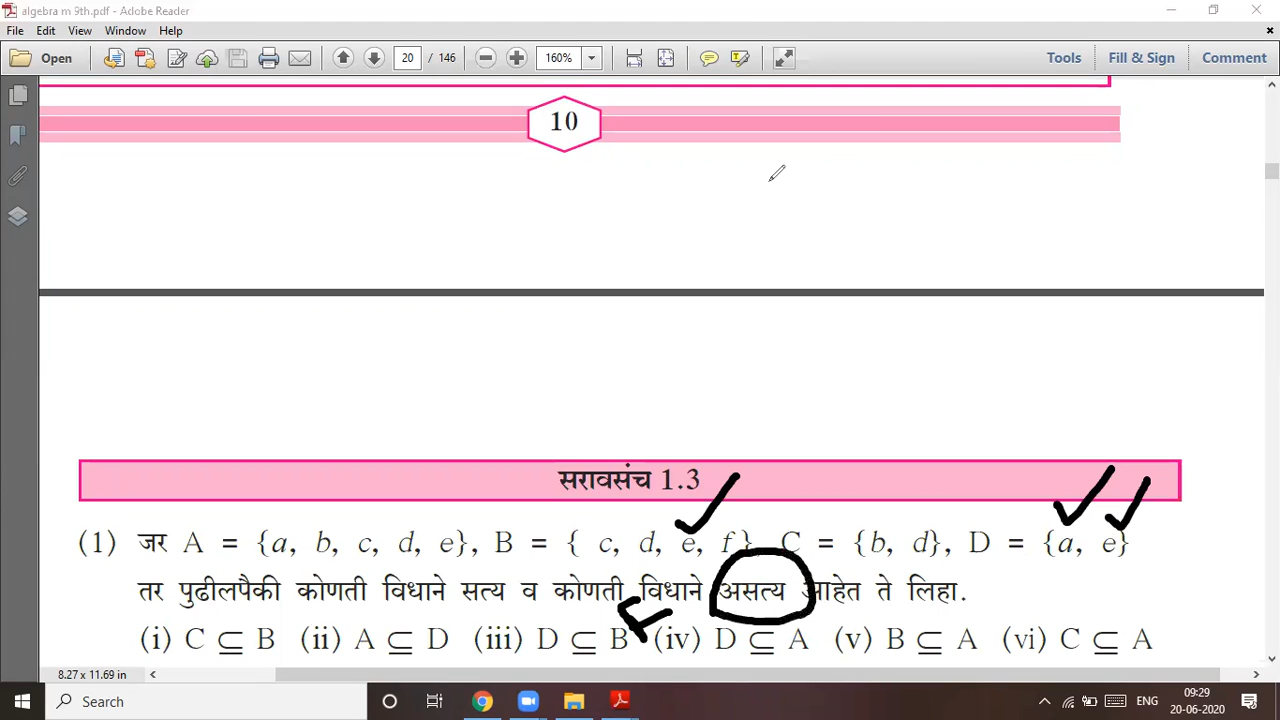 algebra m 9th.pdf - Adobe Reader
File Edit View Window Help
Open 20 / 146 160% Tools Fill & Sign Comment
10
सरावसंच 1.3
(1) जर A = {a, b, c, d, e}, B = { c, d, e, f }, C = {b, d}, D = {a, e}
तर पुढीलपैकी कोणती विधाने सत्य व कोणती विधाने असत्य आहेत ते लिहा.
(i) C ⊆ B (ii) A ⊆ D (iii) D ⊆ B (iv) D ⊆ A (v) B ⊆ A (vi) C ⊆ A
8.27 x 11.69 in
Search ENG 09:29
20-06-2020